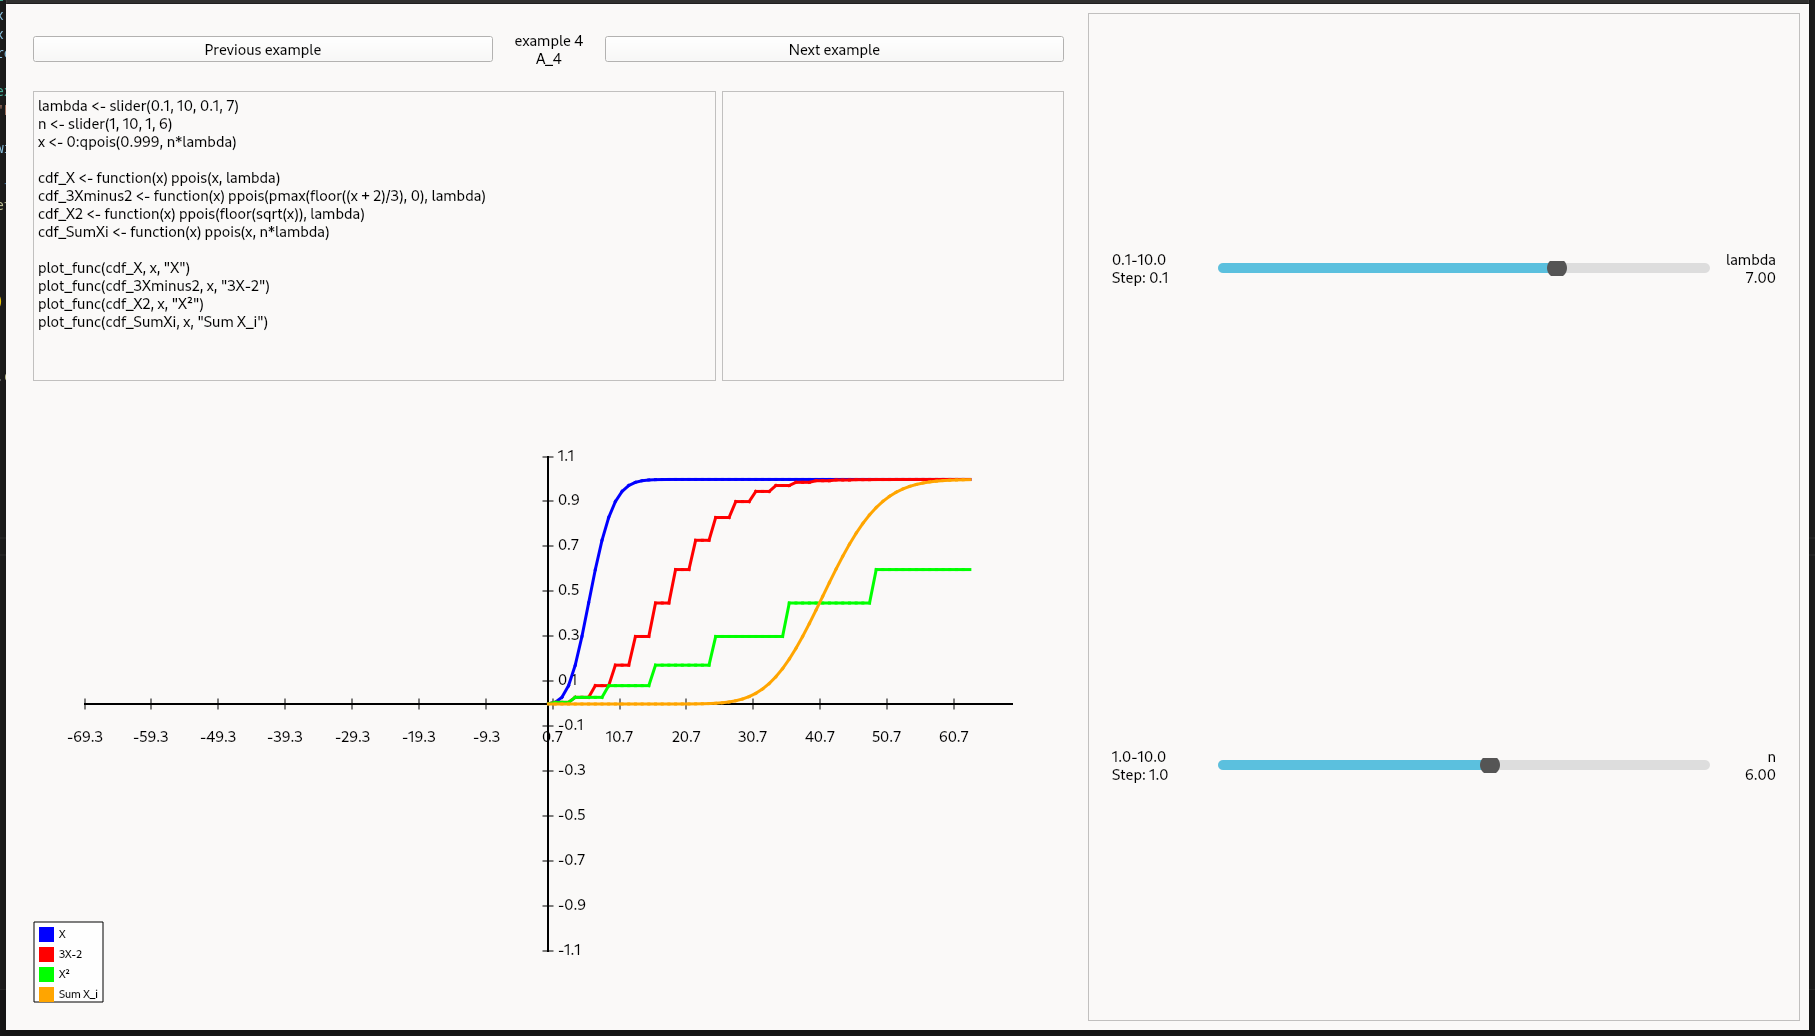 Previous example
example 4
A_4
Next example
lambda <- slider(0.1, 10, 0.1, 7)
n <- slider(1, 10, 1, 6)
x <- 0:qpois(0.999, n*lambda)
cdf_X <- function(x) ppois(x, lambda)
cdf_3Xminus2 <- function(x) ppois(pmax(floor((x + 2)/3), 0), lambda)
cdf_X2 <- function(x) ppois(floor(sqrt(x)), lambda)
cdf_SumXi <- function(x) ppois(x, n*lambda)
plot_func(cdf_X, x, "X")
plot_func(cdf_3Xminus2, x, "3X-2")
plot_func(cdf_X2, x, "X²")
plot_func(cdf_SumXi, x, "Sum X_i")
1.1
0.9
0.7
0.5
0.3
0.1
-0.1
-69.3 -59.3 -49.3 -39.3 -29.3 -19.3 -9.3 0.7 10.7 20.7 30.7 40.7 50.7 60.7
-0.3
-0.5
-0.7
-0.9
-1.1
X
3X-2
X²
Sum X_i
0.1-10.0
Step: 0.1
lambda
7.00
1.0-10.0
Step: 1.0
n
6.00